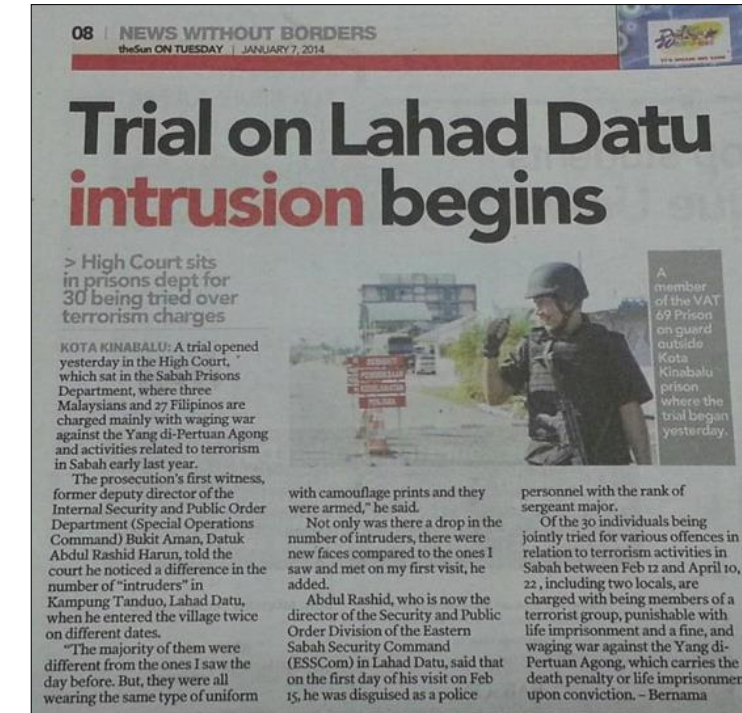 08 | NEWS WITHOUT BORDERS
theSun ON TUESDAY | JANUARY 7, 2014
Trial on Lahad Datu
intrusion begins
> High Court sits
in prisons dept for
30 being tried over
terrorism charges
KOTA KINABALU: A trial opened
yesterday in the High Court,
which sat in the Sabah Prisons
Department, where three
Malaysians and 27 Filipinos are
charged mainly with waging war
against the Yang di-Pertuan Agong
and activities related to terrorism
in Sabah early last year.
The prosecution's first witness,
former deputy director of the
Internal Security and Public Order
Department (Special Operations
Command) Bukit Aman, Datuk
Abdul Rashid Harun, told the
court he noticed a difference in the
number of "intruders" in
Kampung Tanduo, Lahad Datu,
when he entered the village twice
on different dates.
"The majority of them were
different from the ones I saw the
day before. But, they were all
wearing the same type of uniform
with camouflage prints and they
were armed," he said.
Not only was there a drop in the
number of intruders, there were
new faces compared to the ones I
saw and met on my first visit, he
added.
Abdul Rashid, who is now the
director of the Security and Public
Order Division of the Eastern
Sabah Security Command
(ESSCom) in Lahad Datu, said that
on the first day of his visit on Feb
15, he was disguised as a police
personnel with the rank of
sergeant major.
Of the 30 individuals being
jointly tried for various offences in
relation to terrorism activities in
Sabah between Feb 12 and April 10,
22, including two locals, are
charged with being members of a
terrorist group, punishable with
life imprisonment and a fine, and
waging war against the Yang di-
Pertuan Agong, which carries the
death penalty or life imprisonmen
upon conviction. – Bernama
A
member
of the VAT
69 Prison
on guard
outside
Kota
Kinabalu
prison
where the
trial began
yesterday.
BERHENTI
PEMERIKSAAN
KESELAMATAN